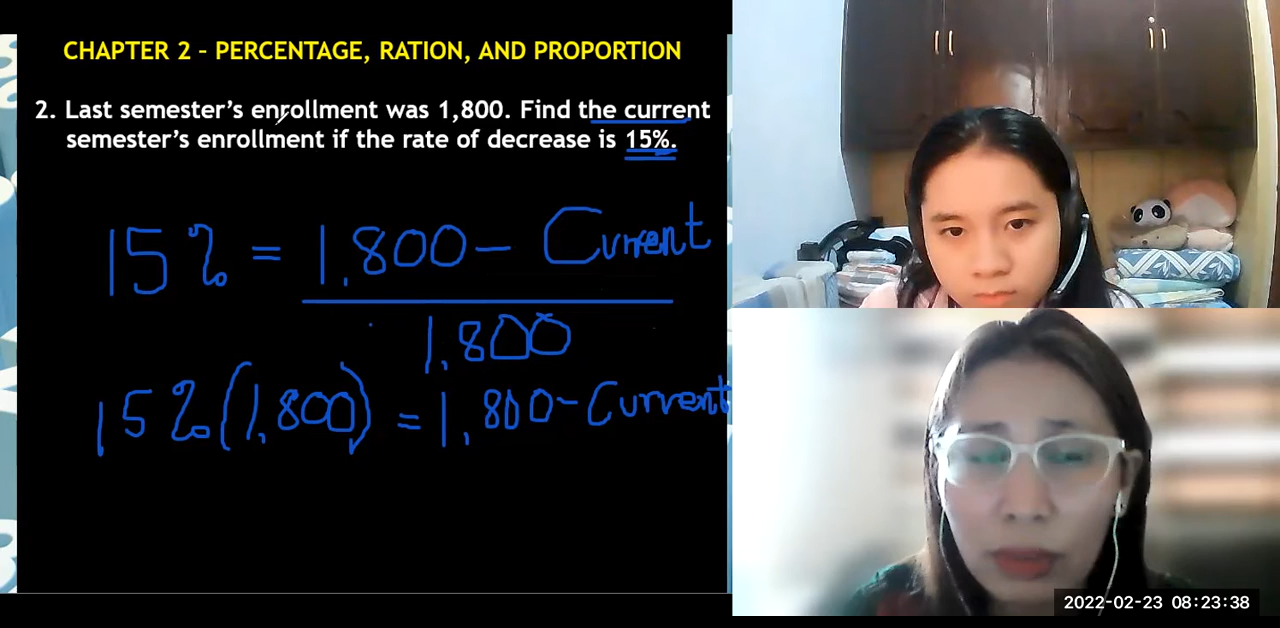 CHAPTER 2 – PERCENTAGE, RATION, AND PROPORTION
2. Last semester’s enrollment was 1,800. Find the current
semester’s enrollment if the rate of decrease is 15%.
15% = 1,800 – Current
1,800
15% (1,800) = 1,800 – Current
2022-02-23 08:23:38